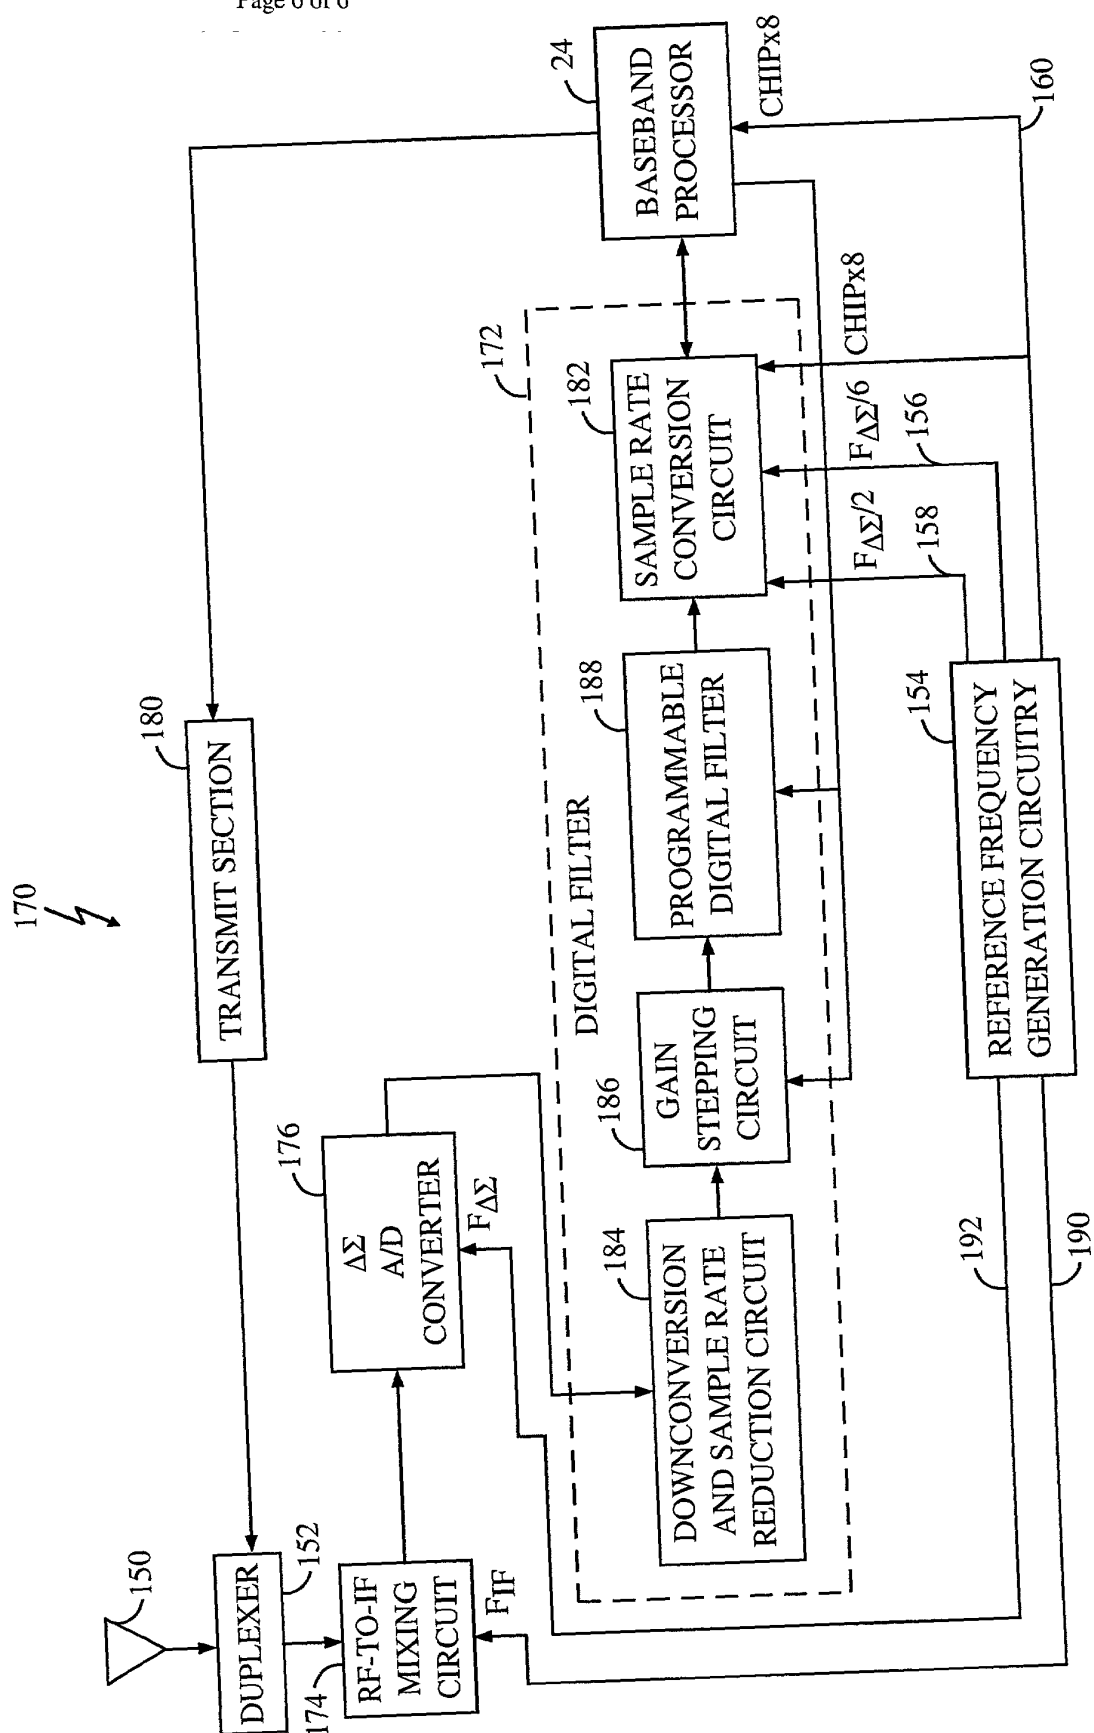 Page 6 of 6
170
150
DUPLEXER
152
TRANSMIT SECTION
180
RF-TO-IF
MIXING
CIRCUIT
174
FIF
ΔΣ
A/D
CONVERTER
176
FΔΣ
DIGITAL FILTER
172
DOWNCONVERSION
AND SAMPLE RATE
REDUCTION CIRCUIT
184
GAIN
STEPPING
CIRCUIT
186
PROGRAMMABLE
DIGITAL FILTER
188
SAMPLE RATE
CONVERSION
CIRCUIT
182
BASEBAND
PROCESSOR
24
CHIPx8
CHIPx8
FΔΣ/6
156
FΔΣ/2
158
160
REFERENCE FREQUENCY
GENERATION CIRCUITRY
154
192
190